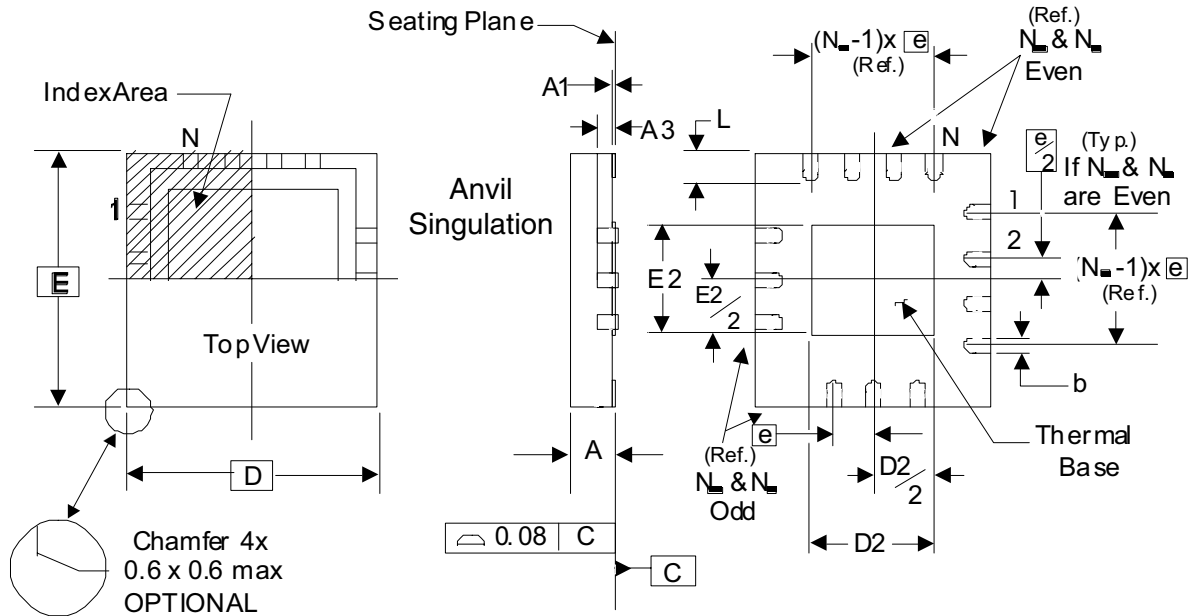 Seating Plane
(Ref.)
(N -1)x e
(Ref.)
N & N
Even
Index Area
A1
L
A3
N
N
e/2
(Typ.)
If N & N
are Even
1
Anvil
Singulation
1
2
E
E2
E2/2
(N -1)x e
(Ref.)
Top View
b
e
A
(Ref.)
N & N
Odd
D2/2
Thermal
Base
D
D2
0.08 C
C
Chamfer 4x
0.6 x 0.6 max
OPTIONAL